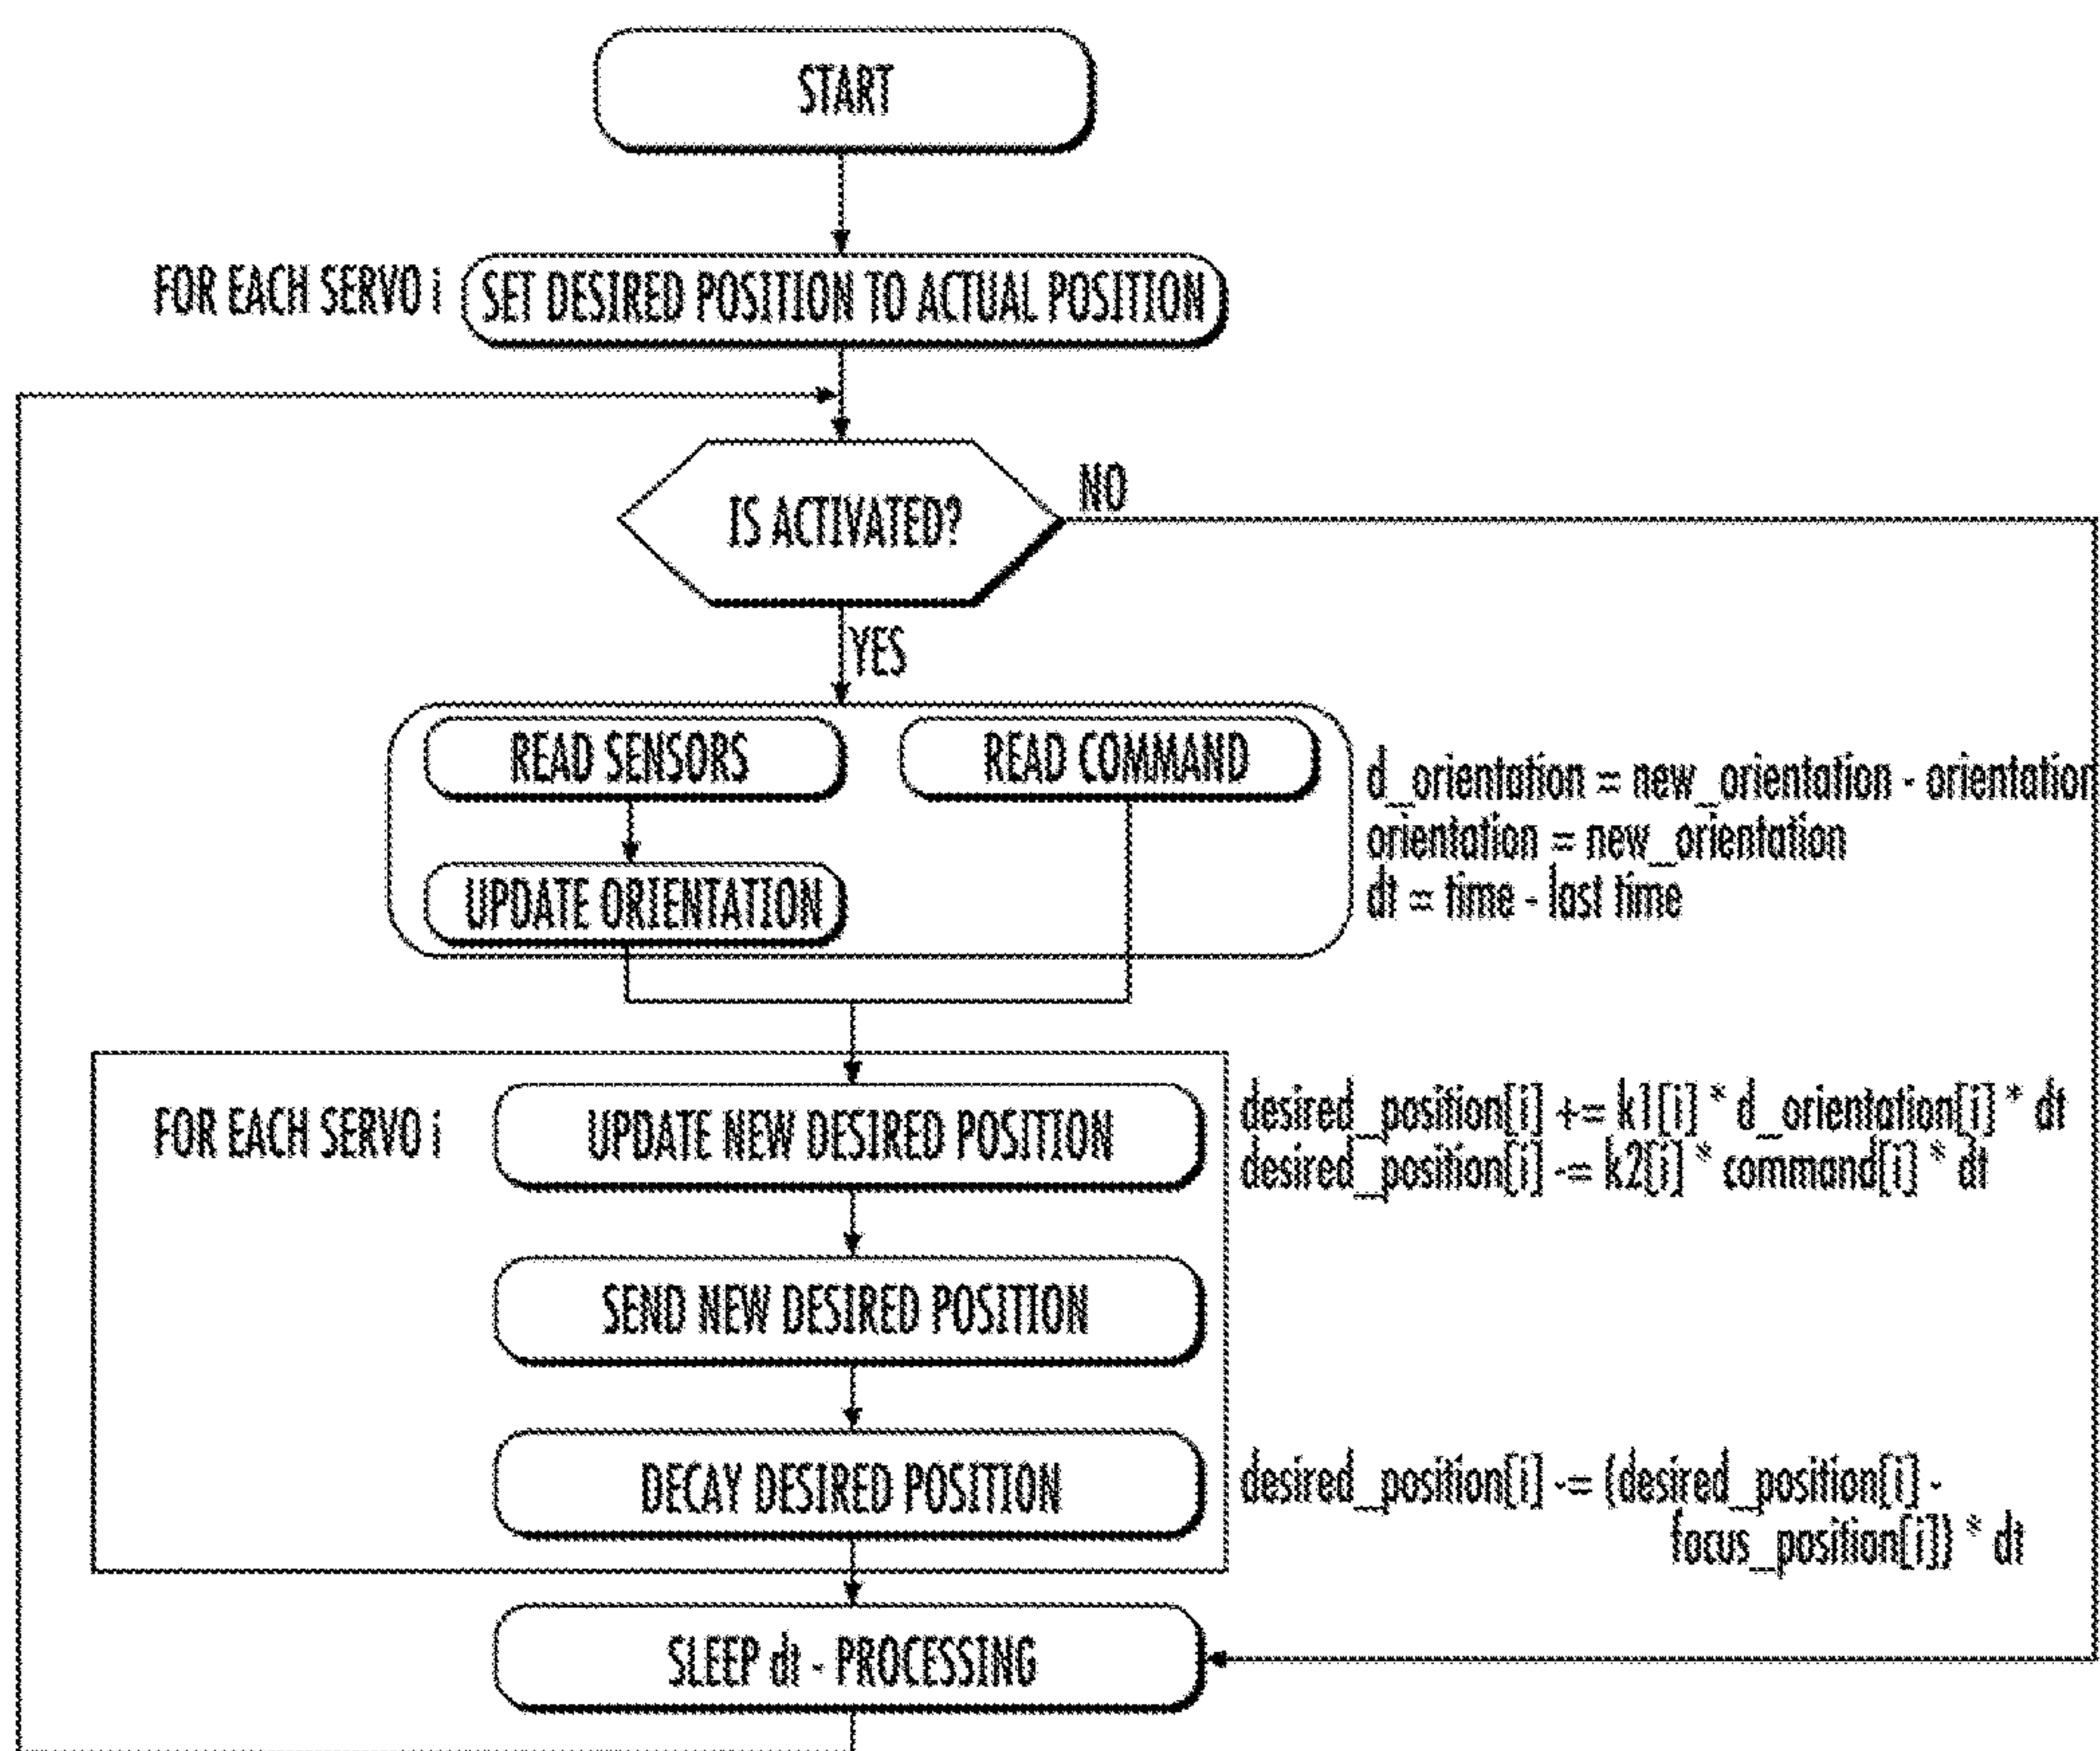 START
FOR EACH SERVO i
SET DESIRED POSITION TO ACTUAL POSITION
IS ACTIVATED?
NO
YES
READ SENSORS
READ COMMAND
UPDATE ORIENTATION
d_orientation = new_orientation - orientation
orientation = new_orientation
dt = time - last time
FOR EACH SERVO i
UPDATE NEW DESIRED POSITION
desired_position[i] += k1[i] * d_orientation[i] * dt
desired_position[i] -= k2[i] * command[i] * dt
SEND NEW DESIRED POSITION
DECAY DESIRED POSITION
desired_position[i] -= (desired_position[i] -
focus_position[i]) * dt
SLEEP dt - PROCESSING